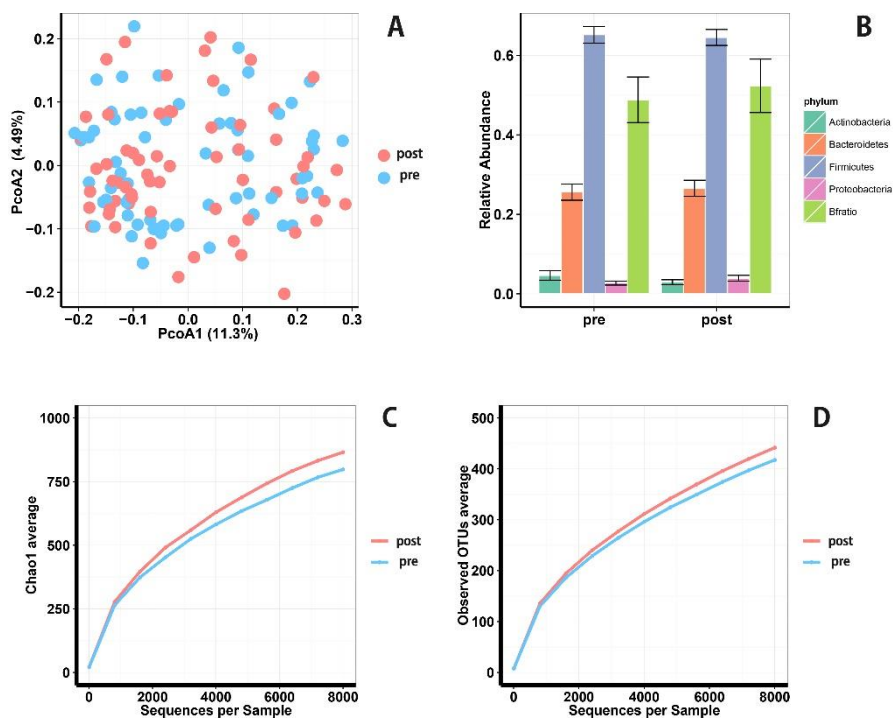 A
0.2
0.1
0.0
−0.1
−0.2
PcoA2 (4.49%)
−0.2 −0.1 0.0 0.1 0.2 0.3
PcoA1 (11.3%)
post
pre
B
0.6
0.4
0.2
0.0
Relative Abundance
pre post
phylum
Actinobacteria
Bacteroidetes
Firmicutes
Proteobacteria
Bfratio
C
1000
750
500
250
0
Chao1 average
0 2000 4000 6000 8000
Sequences per Sample
post
pre
D
500
400
300
200
100
0
Observed OTUs average
0 2000 4000 6000 8000
Sequences per Sample
post
pre